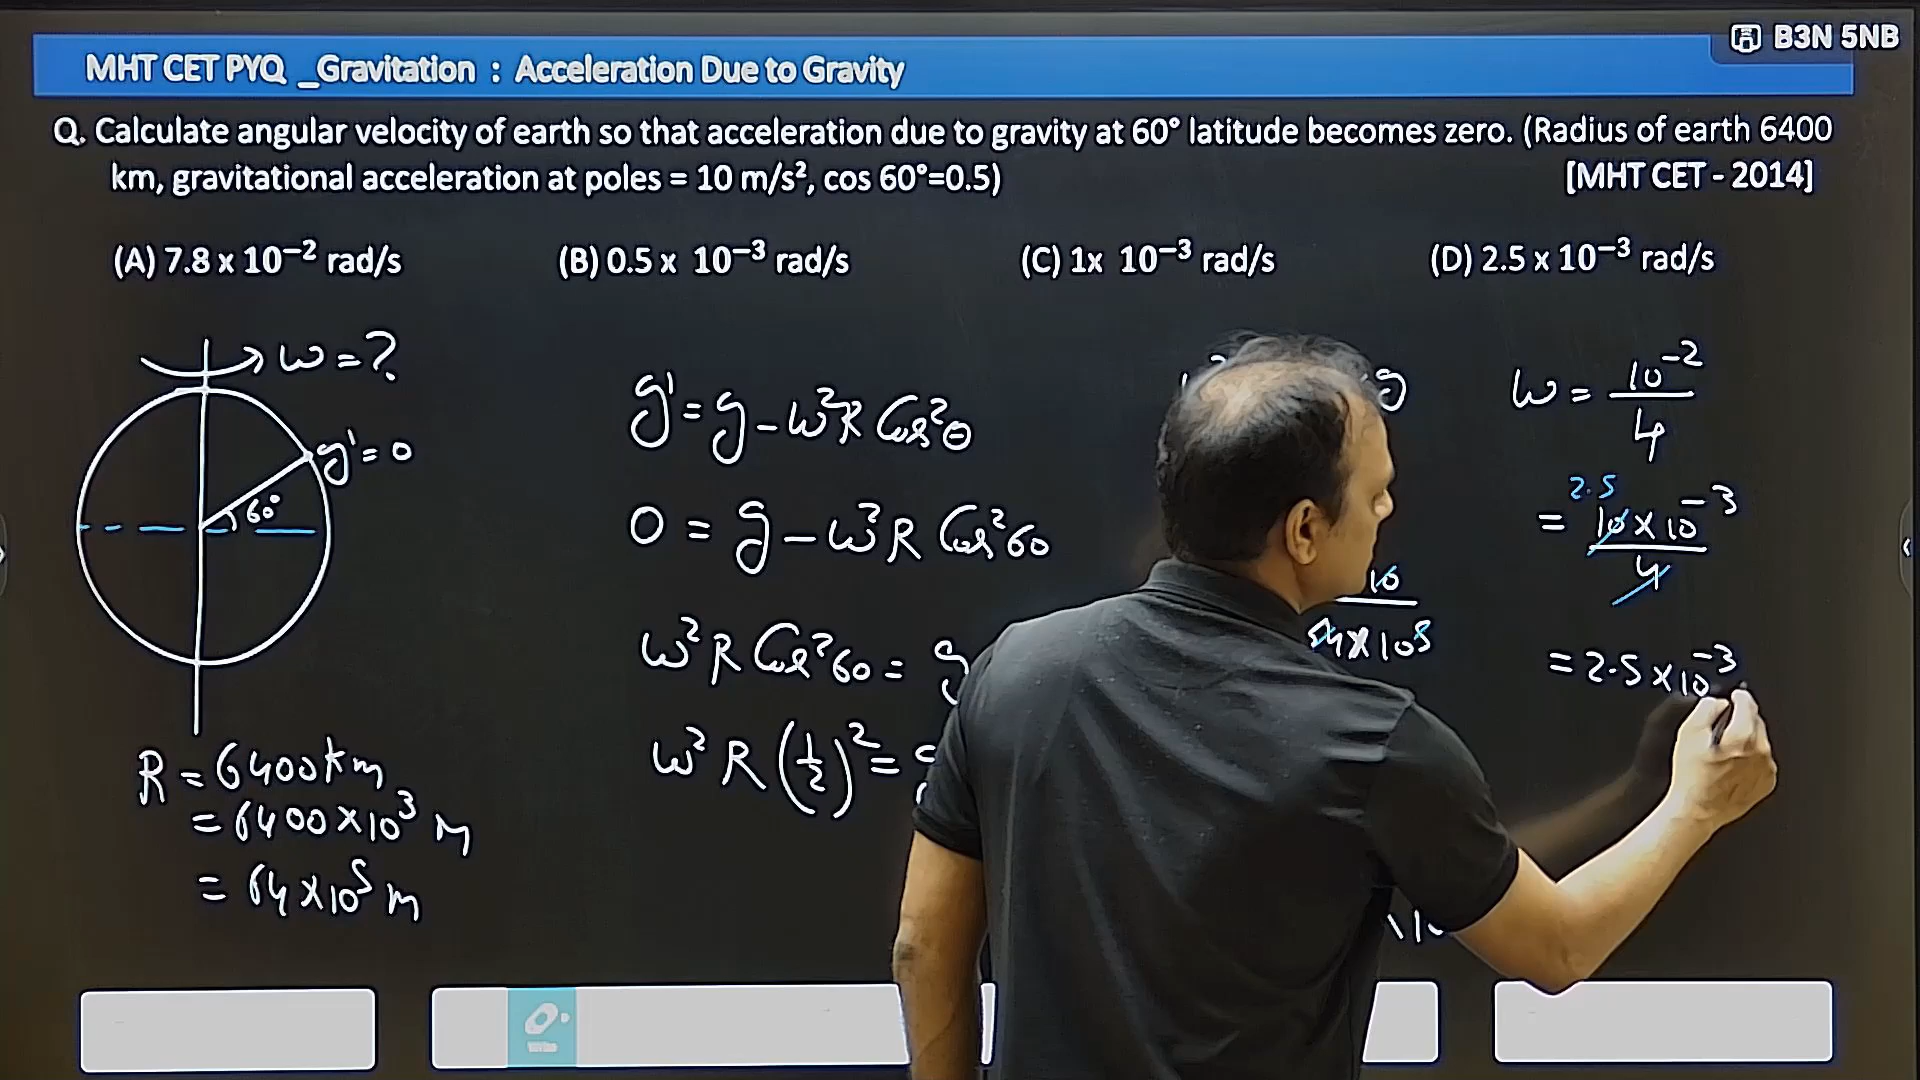 B3N 5NB
MHT CET PYQ _Gravitation : Acceleration Due to Gravity
Q. Calculate angular velocity of earth so that acceleration due to gravity at 60° latitude becomes zero. (Radius of earth 6400
km, gravitational acceleration at poles = 10 m/s², cos 60°=0.5)
[MHT CET - 2014]
(A) 7.8 x 10⁻² rad/s
(B) 0.5 x 10⁻³ rad/s
(C) 1x 10⁻³ rad/s
(D) 2.5 x 10⁻³ rad/s
ω = ?
g' = 0
60°
R = 6400 km
= 6400 × 10³ m
= 64 × 10⁵ m
g' = g - ω²R Cos²θ
0 = g - ω²R Cos²60
ω²R Cos²60 = g
ω²R (1/2)² =
g
10
64×10⁵
ω = 10⁻²/4
2.5
= 10 × 10⁻³/4
= 2.5 × 10⁻³